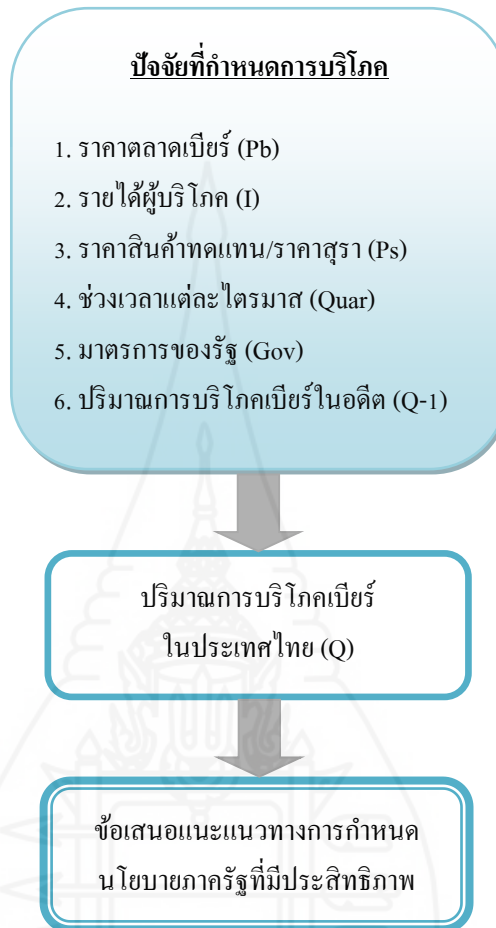 ปัจจัยที่กำหนดการบริโภค
1. ราคาตลาดเบียร์ (Pb)
2. รายได้ผู้บริโภค (I)
3. ราคาสินค้าทดแทน/ราคาสุรา (Ps)
4. ช่วงเวลาแต่ละไตรมาส (Quar)
5. มาตรการของรัฐ (Gov)
6. ปริมาณการบริโภคเบียร์ในอดีต (Q-1)
ปริมาณการบริโภคเบียร์
ในประเทศไทย (Q)
ข้อเสนอแนะแนวทางการกำหนด
นโยบายภาครัฐที่มีประสิทธิภาพ